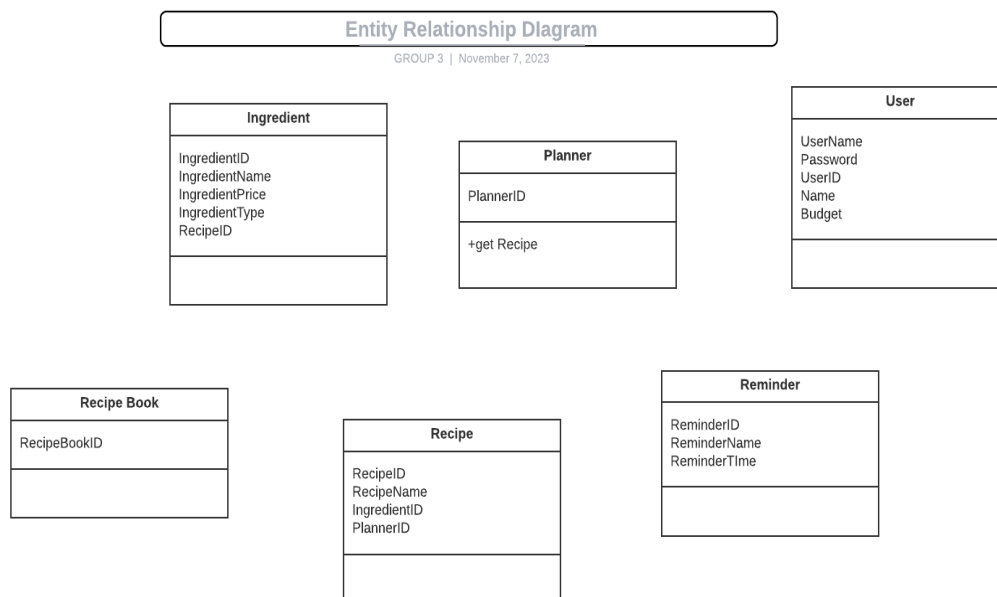 Entity Relationship DIagram
GROUP 3 | November 7, 2023
Ingredient
IngredientID
IngredientName
IngredientPrice
IngredientType
RecipeID
Planner
PlannerID
+get Recipe
User
UserName
Password
UserID
Name
Budget
Recipe Book
RecipeBookID
Recipe
RecipeID
RecipeName
IngredientID
PlannerID
Reminder
ReminderID
ReminderName
ReminderTIme